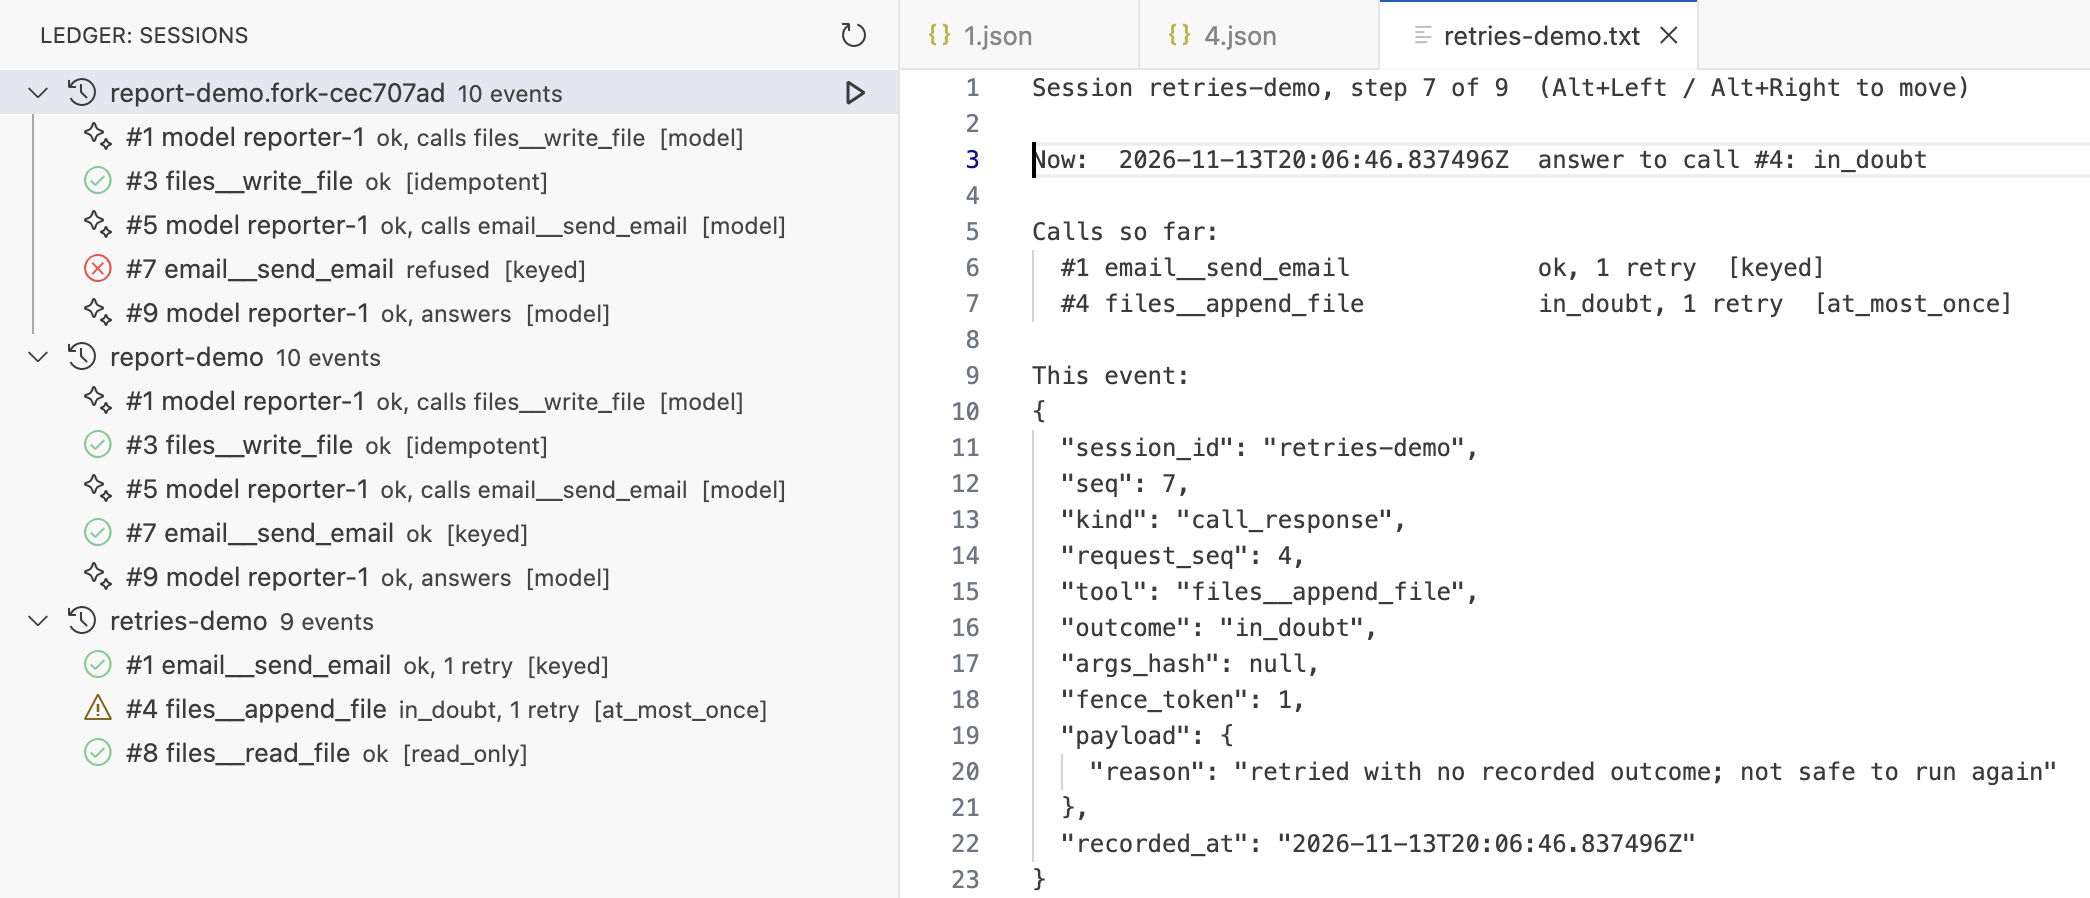 LEDGER: SESSIONS
report-demo.fork-cec707ad 10 events
#1 model reporter-1 ok, calls files__write_file [model]
#3 files__write_file ok [idempotent]
#5 model reporter-1 ok, calls email__send_email [model]
#7 email__send_email refused [keyed]
#9 model reporter-1 ok, answers [model]
report-demo 10 events
#1 model reporter-1 ok, calls files__write_file [model]
#3 files__write_file ok [idempotent]
#5 model reporter-1 ok, calls email__send_email [model]
#7 email__send_email ok [keyed]
#9 model reporter-1 ok, answers [model]
retries-demo 9 events
#1 email__send_email ok, 1 retry [keyed]
#4 files__append_file in_doubt, 1 retry [at_most_once]
#8 files__read_file ok [read_only]
{} 1.json {} 4.json retries-demo.txt
1 Session retries-demo, step 7 of 9 (Alt+Left / Alt+Right to move)
2
3 Now: 2026-11-13T20:06:46.837496Z answer to call #4: in_doubt
4
5 Calls so far:
6 #1 email__send_email ok, 1 retry [keyed]
7 #4 files__append_file in_doubt, 1 retry [at_most_once]
8
9 This event:
10 {
11 "session_id": "retries-demo",
12 "seq": 7,
13 "kind": "call_response",
14 "request_seq": 4,
15 "tool": "files__append_file",
16 "outcome": "in_doubt",
17 "args_hash": null,
18 "fence_token": 1,
19 "payload": {
20 "reason": "retried with no recorded outcome; not safe to run again"
21 },
22 "recorded_at": "2026-11-13T20:06:46.837496Z"
23 }